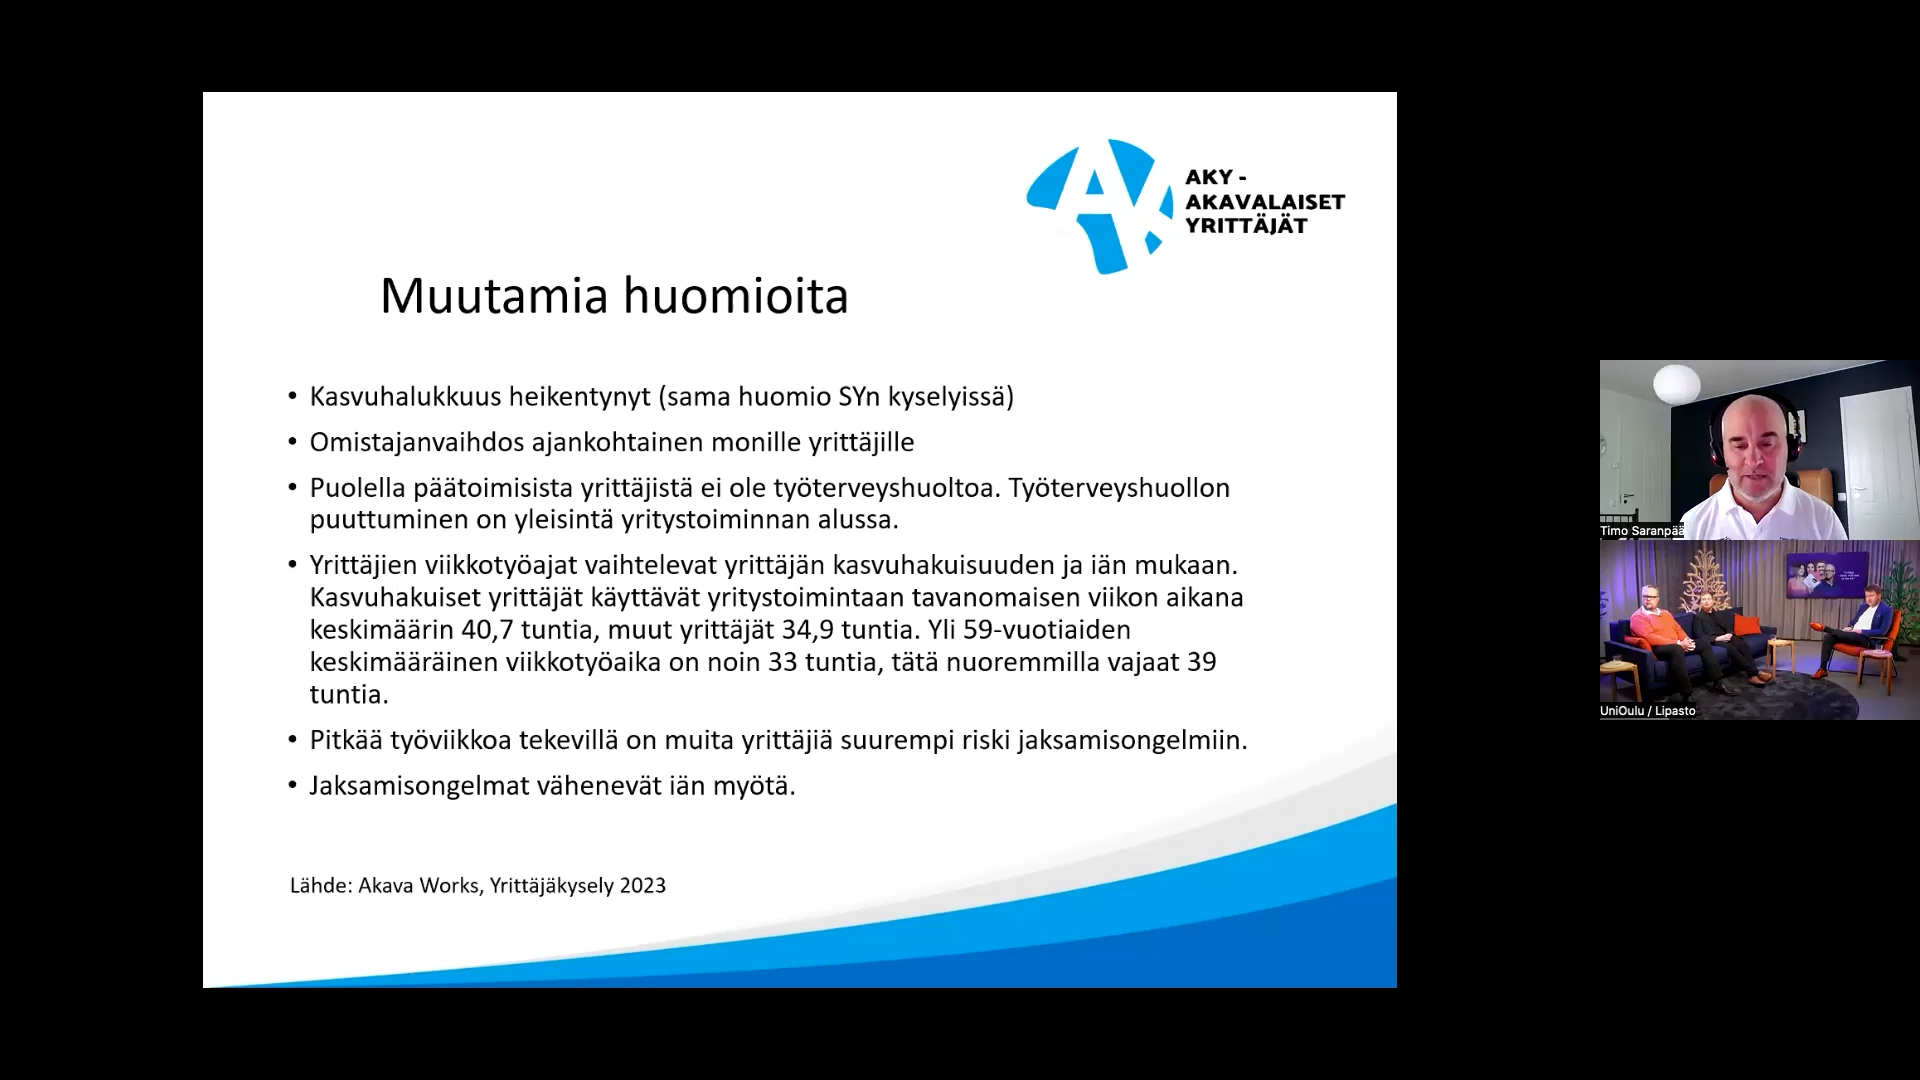 AKY -
AKAVALAISET
YRITTÄJÄT
Muutamia huomioita
• Kasvuhalukkuus heikentynyt (sama huomio SYn kyselyissä)
• Omistajanvaihdos ajankohtainen monille yrittäjille
• Puolella päätoimisista yrittäjistä ei ole työterveyshuoltoa. Työterveyshuollon
puuttuminen on yleisintä yritystoiminnan alussa.
• Yrittäjien viikkotyöajat vaihtelevat yrittäjän kasvuhakuisuuden ja iän mukaan.
Kasvuhakuiset yrittäjät käyttävät yritystoimintaan tavanomaisen viikon aikana
keskimäärin 40,7 tuntia, muut yrittäjät 34,9 tuntia. Yli 59-vuotiaiden
keskimääräinen viikkotyöaika on noin 33 tuntia, tätä nuoremmilla vajaat 39
tuntia.
• Pitkää työviikkoa tekevillä on muita yrittäjiä suurempi riski jaksamisongelmiin.
• Jaksamisongelmat vähenevät iän myötä.
Lähde: Akava Works, Yrittäjäkysely 2023
Timo Saranpää
UniOulu / Lipasto